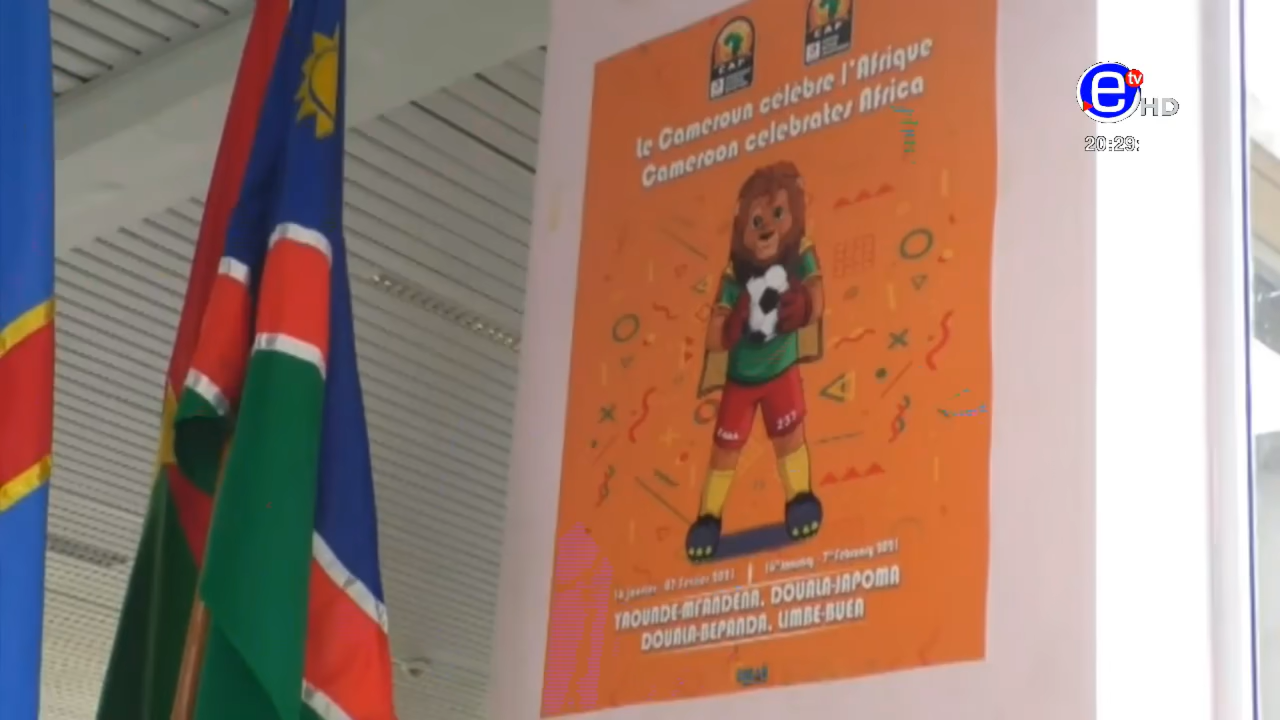 CAF
CAF
Le Cameroun célèbre l'Afrique
Cameroon celebrates Africa
237
16 janvier - 07 Février 2021
16th January - 7th February 2021
YAOUNDE-MFANDENA, DOUALA-JAPOMA
DOUALA-BEPANDA, LIMBE-BUEA
e tv HD
20:29